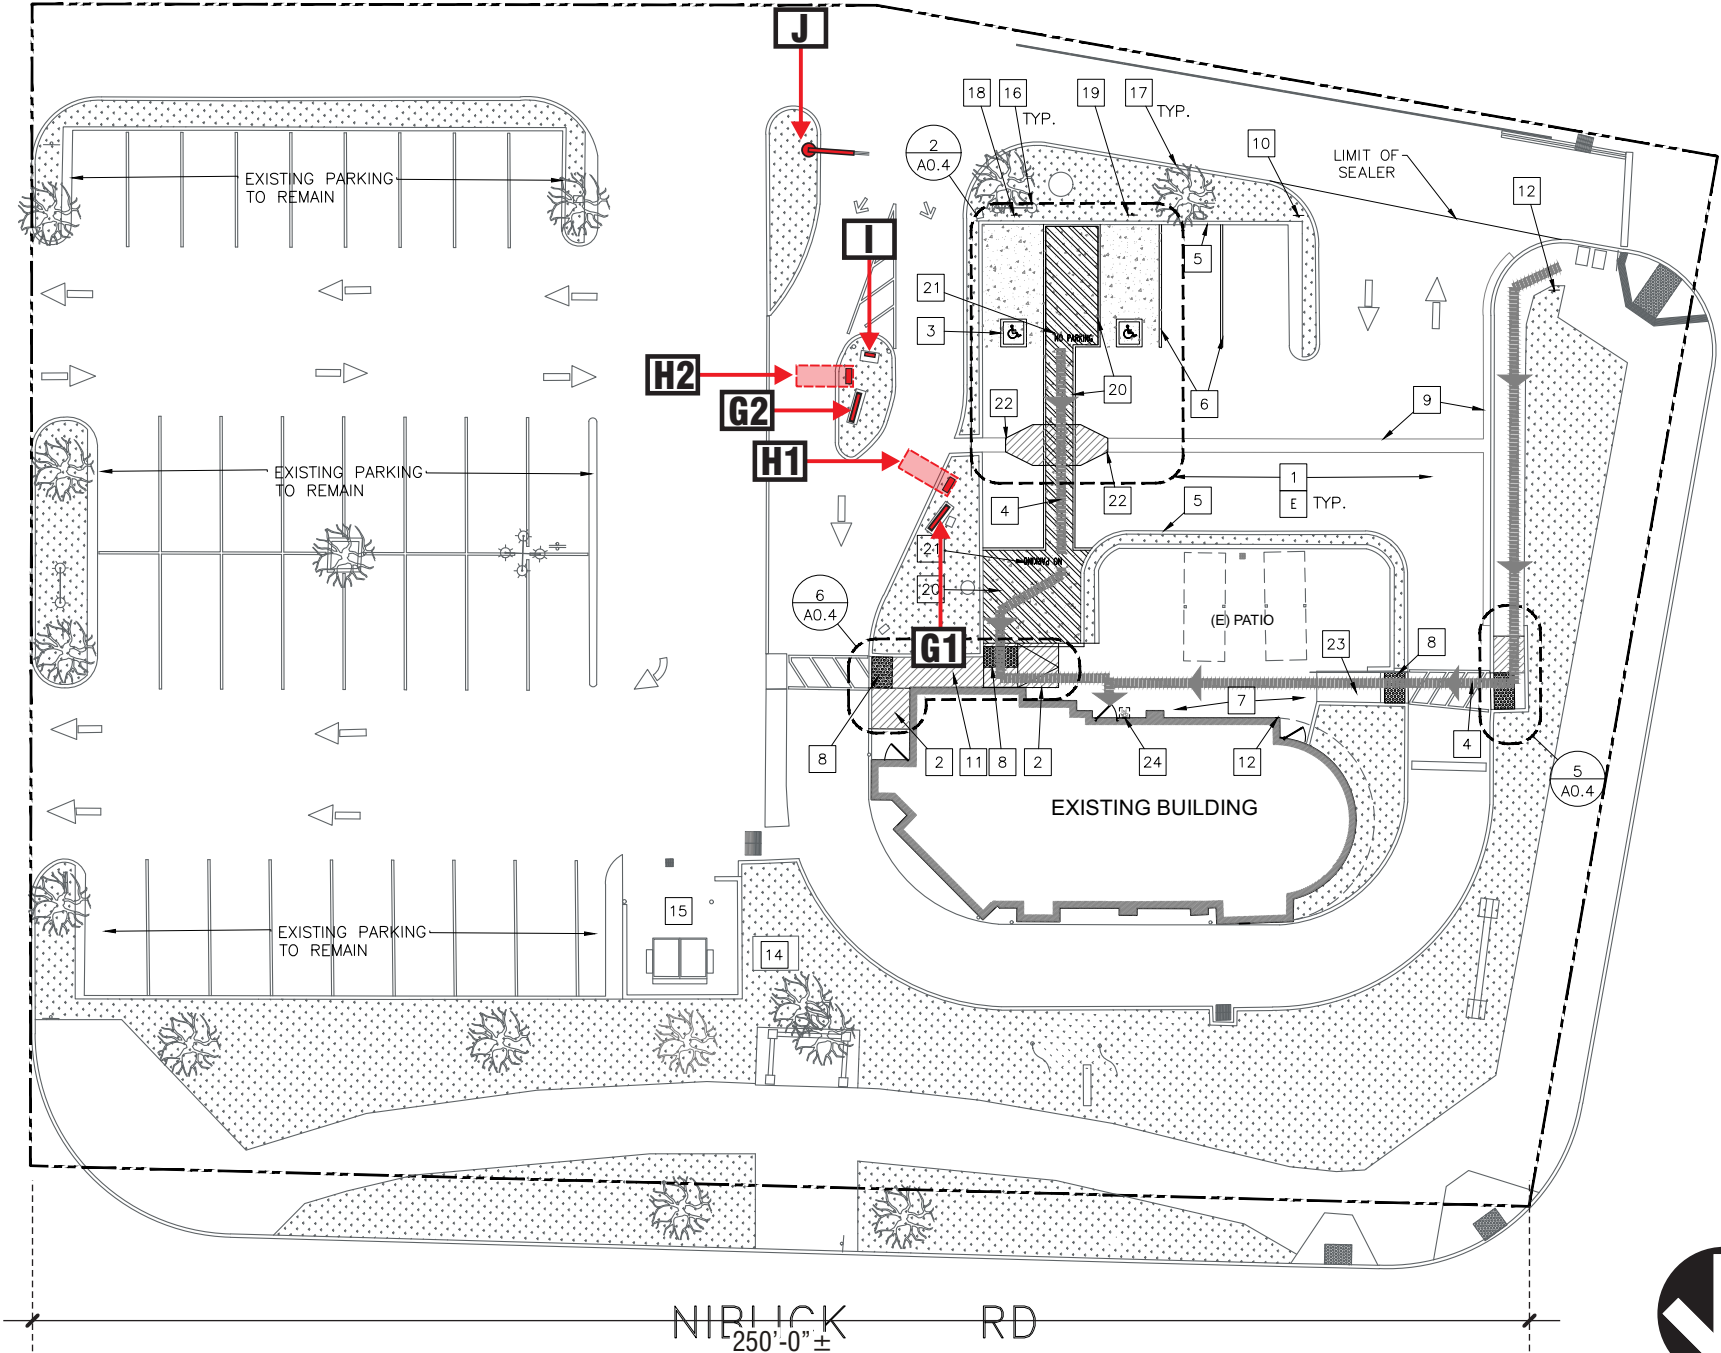 J
18
16
TYP.
19
17
TYP.
2
A0.4
10
LIMIT OF
SEALER
12
EXISTING PARKING
TO REMAIN
I
5
21
3
NO PARKING
H2
G2
22
20
6
9
H1
EXISTING PARKING
TO REMAIN
4
22
1
E
TYP.
5
21
NO PARKING
20
6
A0.4
(E) PATIO
G1
23
8
7
8
2
11
8
2
24
12
4
5
A0.4
EXISTING BUILDING
15
EXISTING PARKING
TO REMAIN
14
NIBLICK RD
250'-0" ±